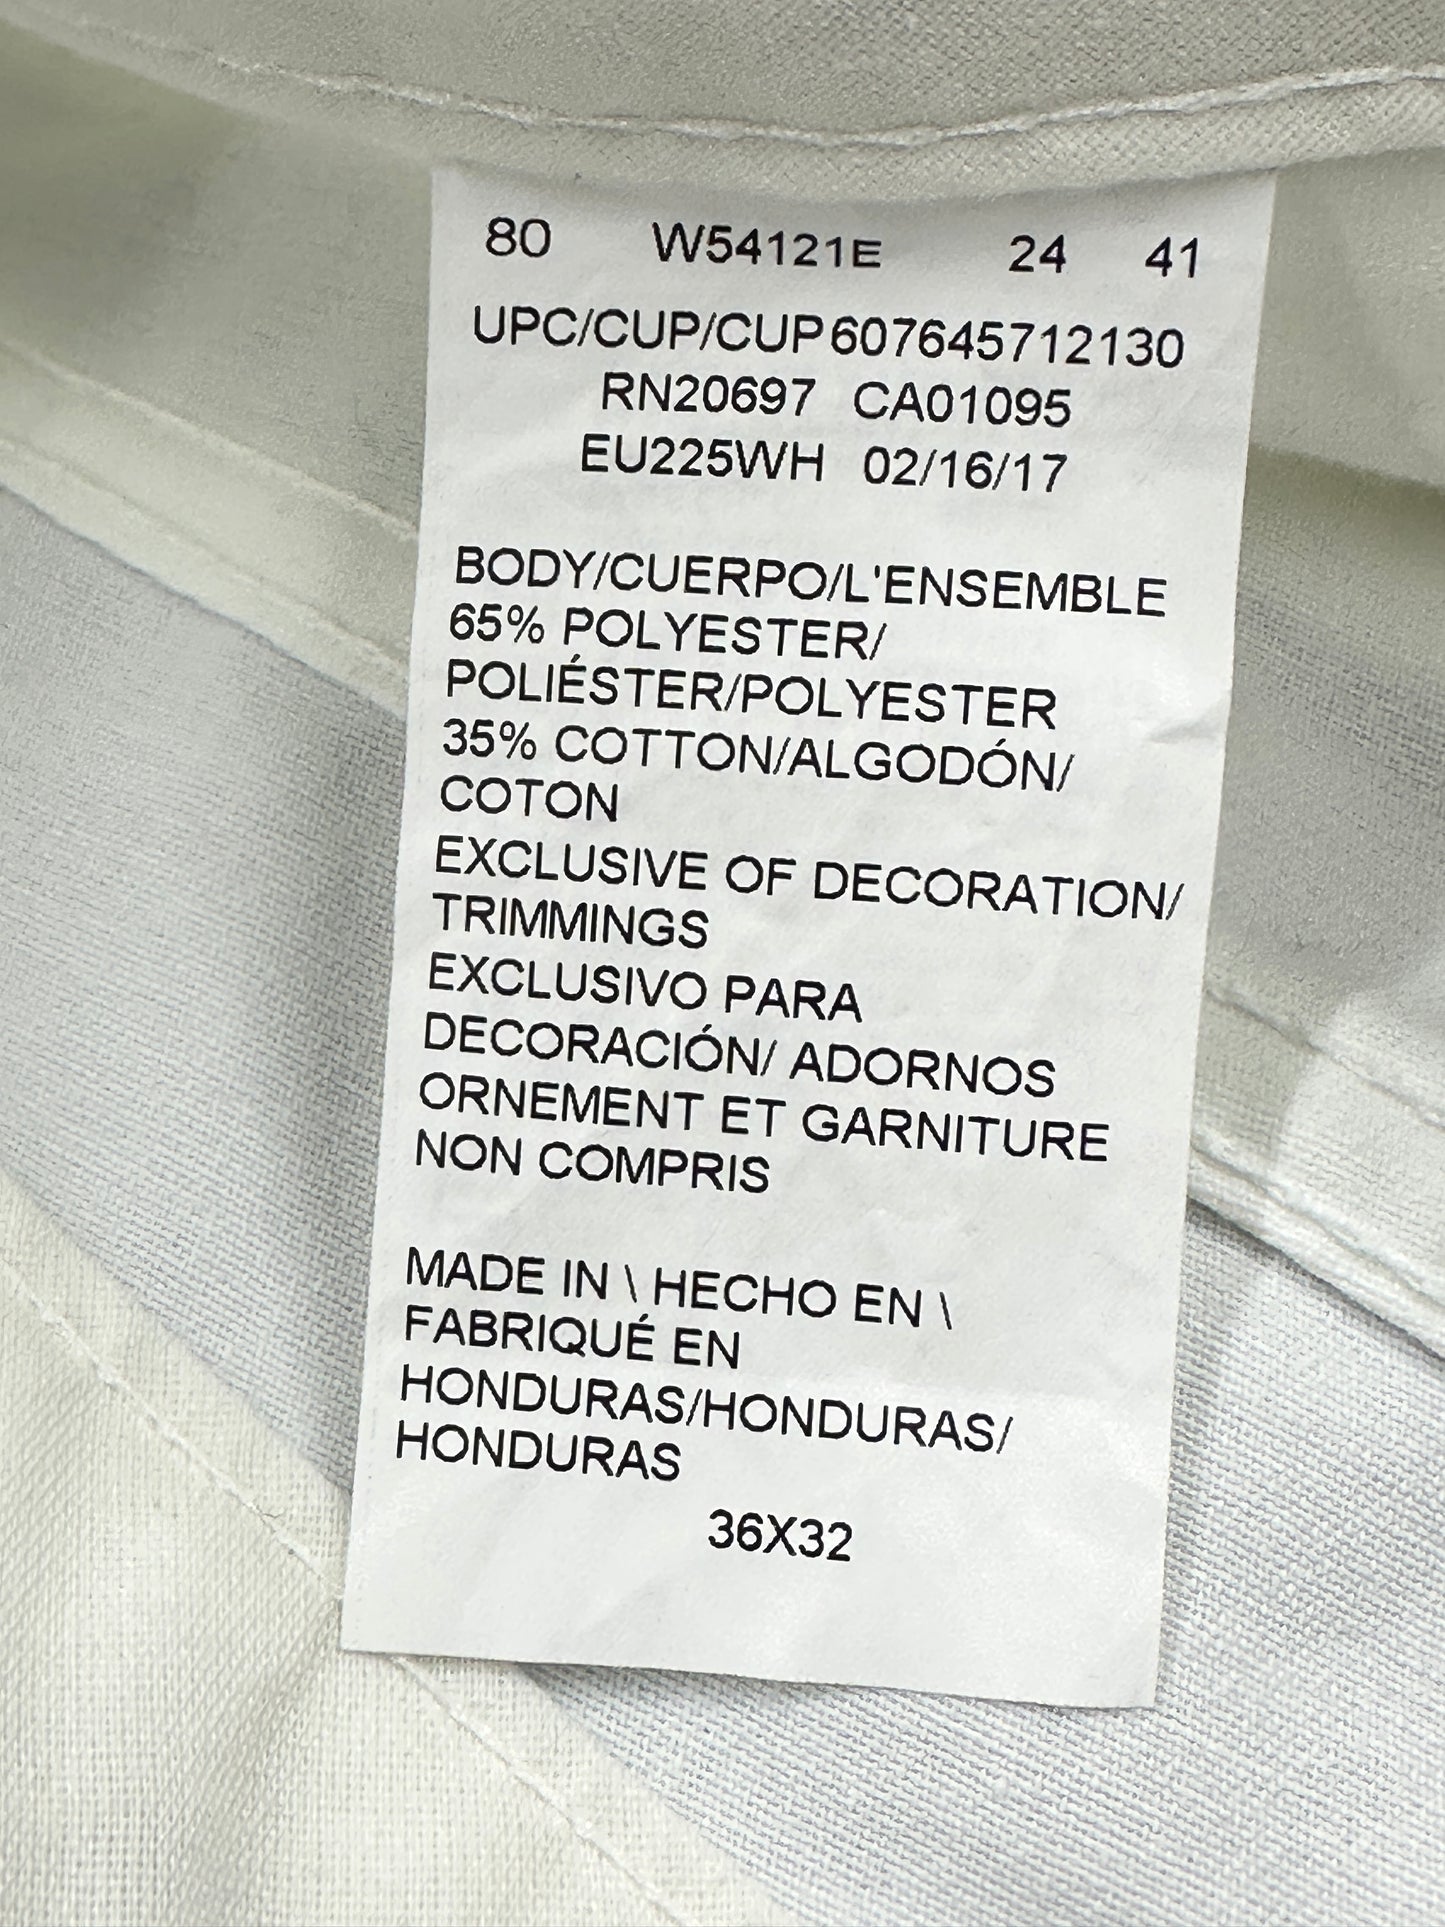 80 W54121E 24 41
UPC/CUP/CUP607645712130
RN20697 CA01095
EU225WH 02/16/17
BODY/CUERPO/L'ENSEMBLE
65% POLYESTER/
POLIÉSTER/POLYESTER
35% COTTON/ALGODÓN/
COTON
EXCLUSIVE OF DECORATION/
TRIMMINGS
EXCLUSIVO PARA
DECORACIÓN/ ADORNOS
ORNEMENT ET GARNITURE
NON COMPRIS
MADE IN \ HECHO EN \
FABRIQUÉ EN
HONDURAS/HONDURAS/
HONDURAS
36X32